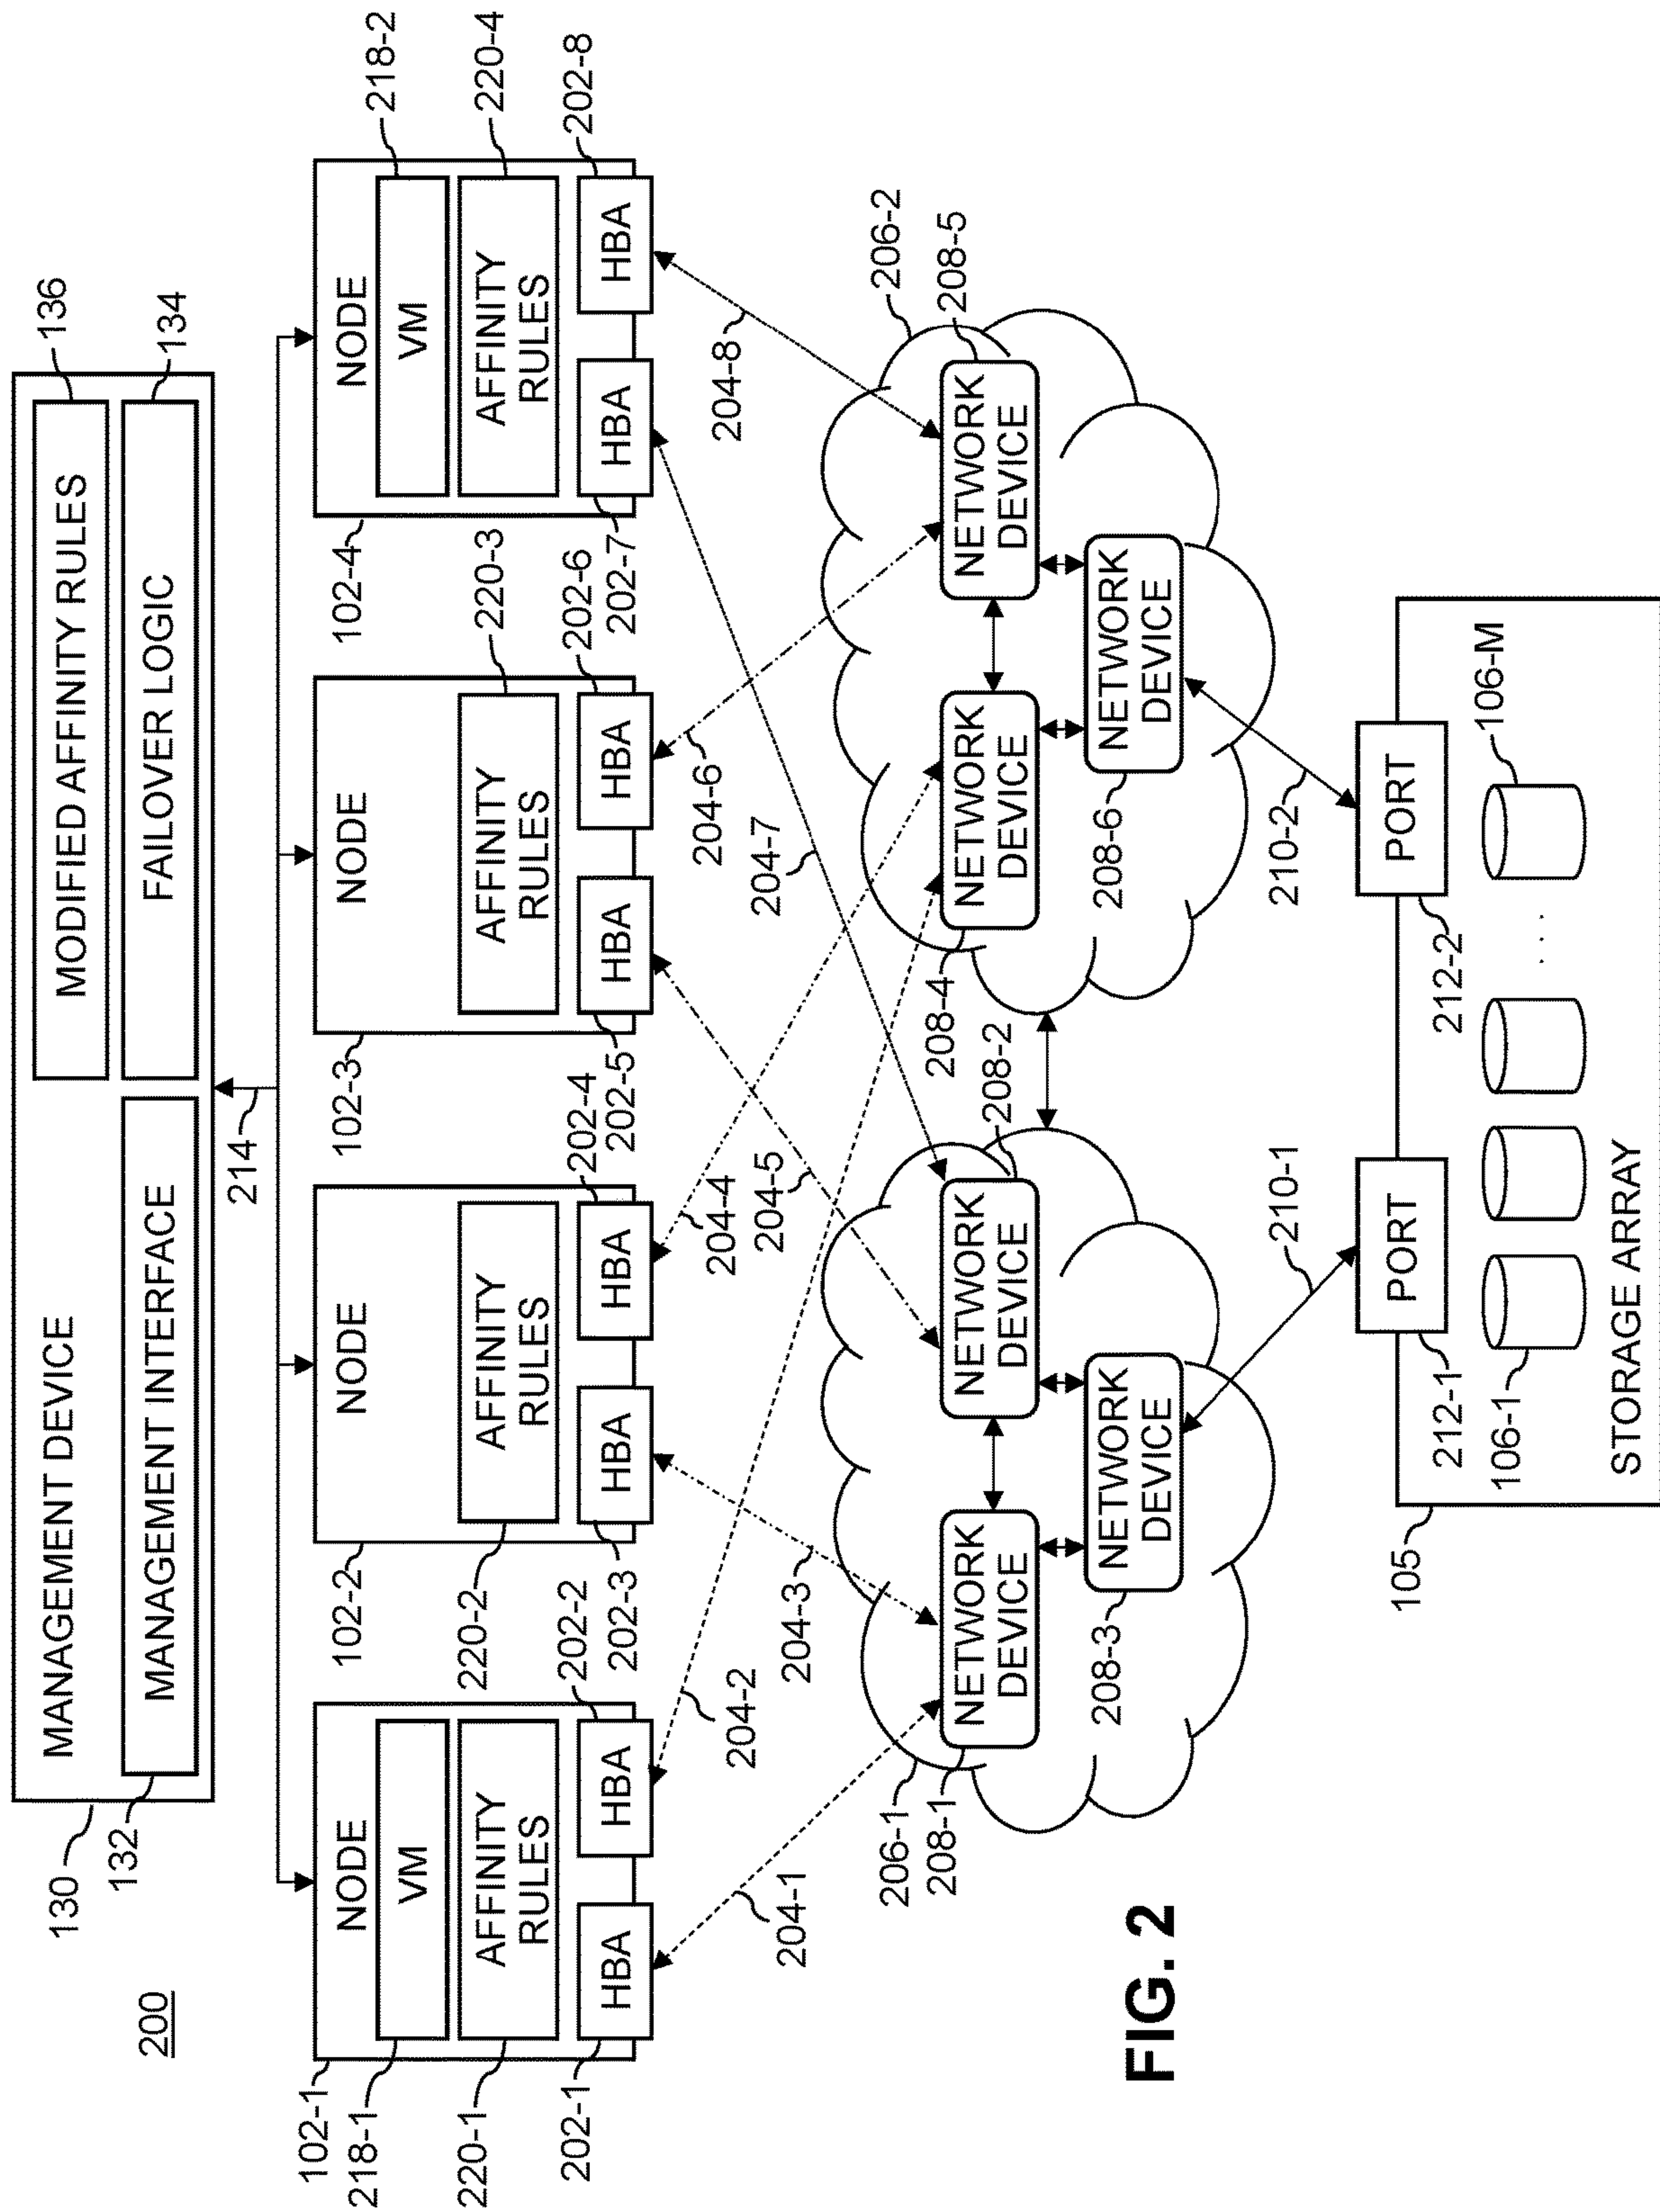 200
130
MANAGEMENT DEVICE
MODIFIED AFFINITY RULES
136
132
MANAGEMENT INTERFACE
FAILOVER LOGIC
134
214
102-1
NODE
218-1
VM
220-1
AFFINITY
RULES
202-1
HBA
HBA
202-2
102-2
NODE
220-2
AFFINITY
RULES
202-3
HBA
HBA
202-4
102-3
NODE
220-3
AFFINITY
RULES
202-5
HBA
HBA
202-6
102-4
NODE
VM
218-2
AFFINITY
RULES
220-4
202-7
HBA
HBA
202-8
204-1
204-2
204-3
204-4
204-5
204-6
204-7
204-8
206-1
208-1
NETWORK
DEVICE
NETWORK
DEVICE
208-2
208-3
NETWORK
DEVICE
206-2
208-4
NETWORK
DEVICE
NETWORK
DEVICE
208-5
208-6
NETWORK
DEVICE
210-1
210-2
105
212-1
PORT
212-2
PORT
106-1
. . .
106-M
STORAGE ARRAY
FIG. 2